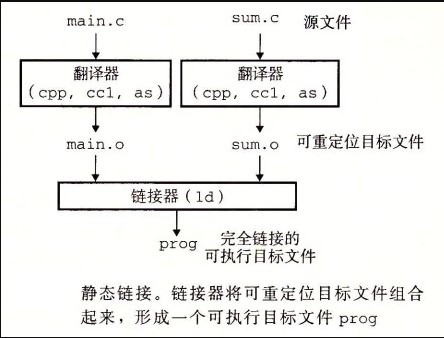 main.c sum.c 源文件
翻译器 翻译器
(cpp, cc1, as) (cpp, cc1, as)
main.o sum.o 可重定位目标文件
链接器(ld)
prog 完全链接的
可执行目标文件
静态链接。链接器将可重定位目标文件组合
起来,形成一个可执行目标文件 prog